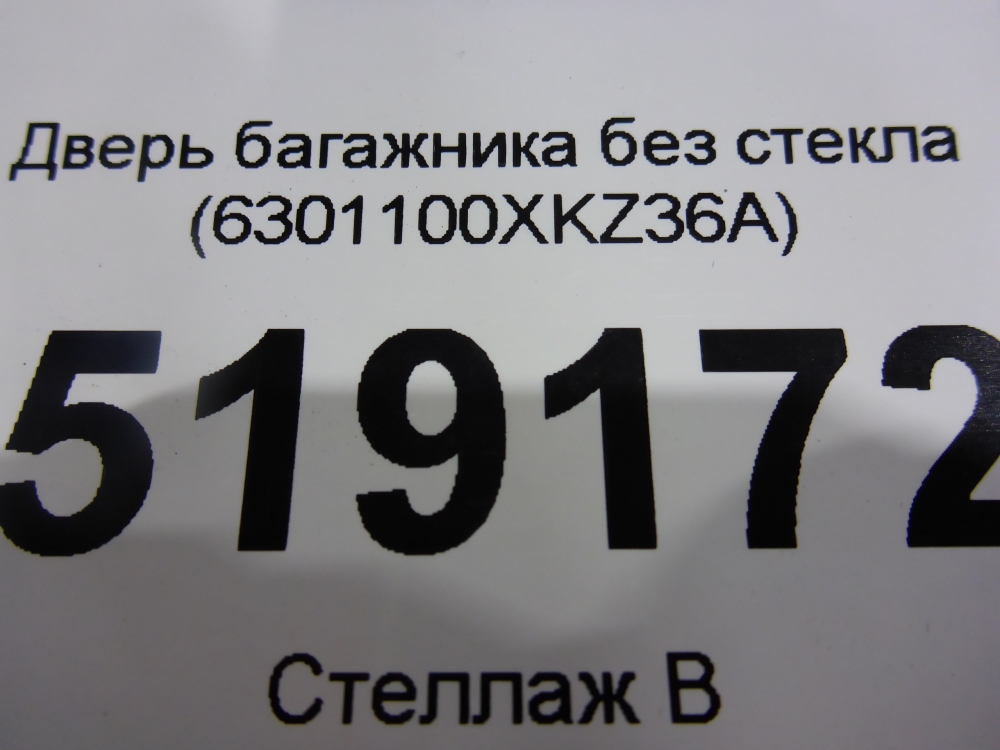 Дверь багажника без стекла
(6301100XKZ36A)
519172
Стеллаж В